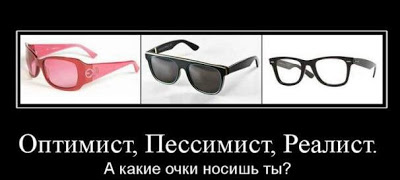 Оптимист, Пессимист, Реалист.
А какие очки носишь ты?